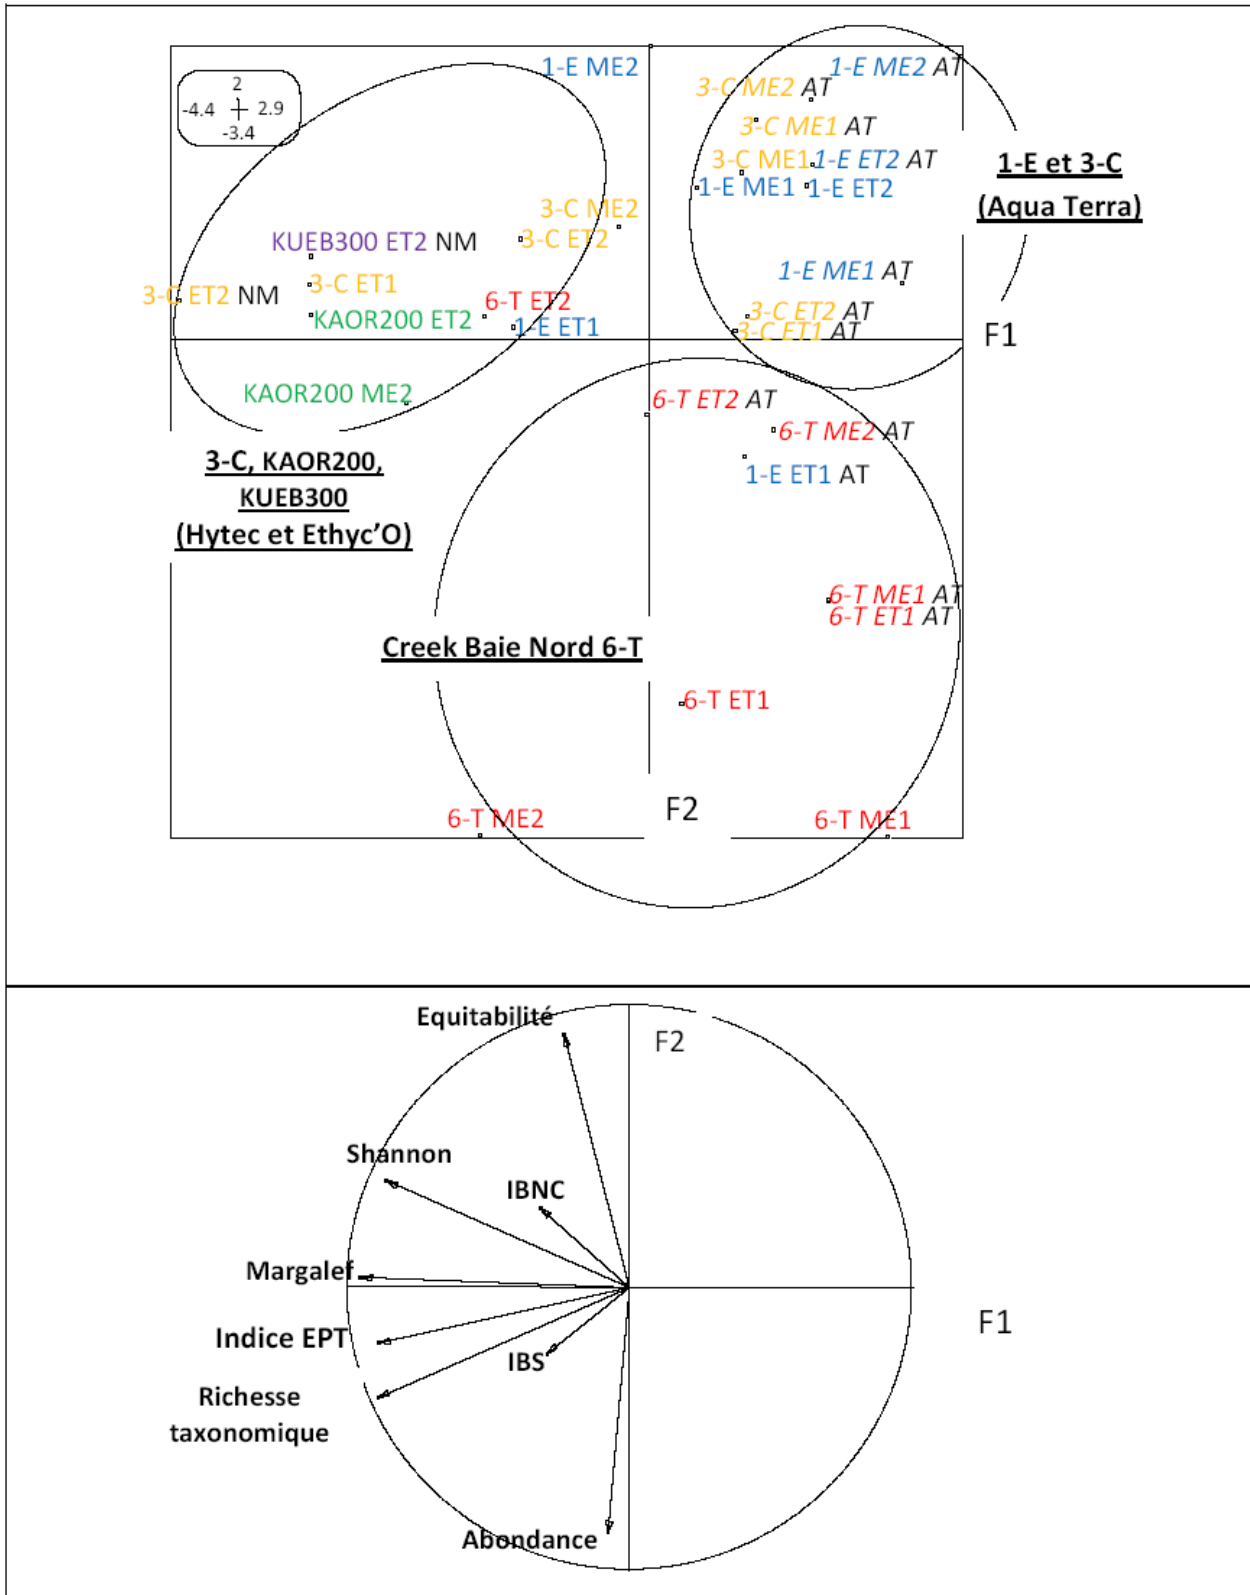 1-E ME2
1-E ME2 AT
2
-4.4 2.9
-3.4
3-C ME2 AT
3-C ME1 AT
3-C ME1
1-E ET2 AT
1-E ME1
1-E ET2
1-E et 3-C
(Aqua Terra)
3-C ME2
3-C ET2
KUEB300 ET2 NM
1-E ME1 AT
3-C ET2 NM
3-C ET1
KAOR200 ET2
6-T ET2
1-E ET1
3-C ET2 AT
3-C ET1 AT
F1
KAOR200 ME2
6-T ET2 AT
6-T ME2 AT
1-E ET1 AT
3-C, KAOR200,
KUEB300
(Hytec et Ethyc’O)
6-T ME1 AT
6-T ET1 AT
Creek Baie Nord 6-T
6-T ET1
F2
6-T ME2
6-T ME1
Equitabilité
F2
Shannon
IBNC
Margalef
F1
Indice EPT
IBS
Richesse
taxonomique
Abondance